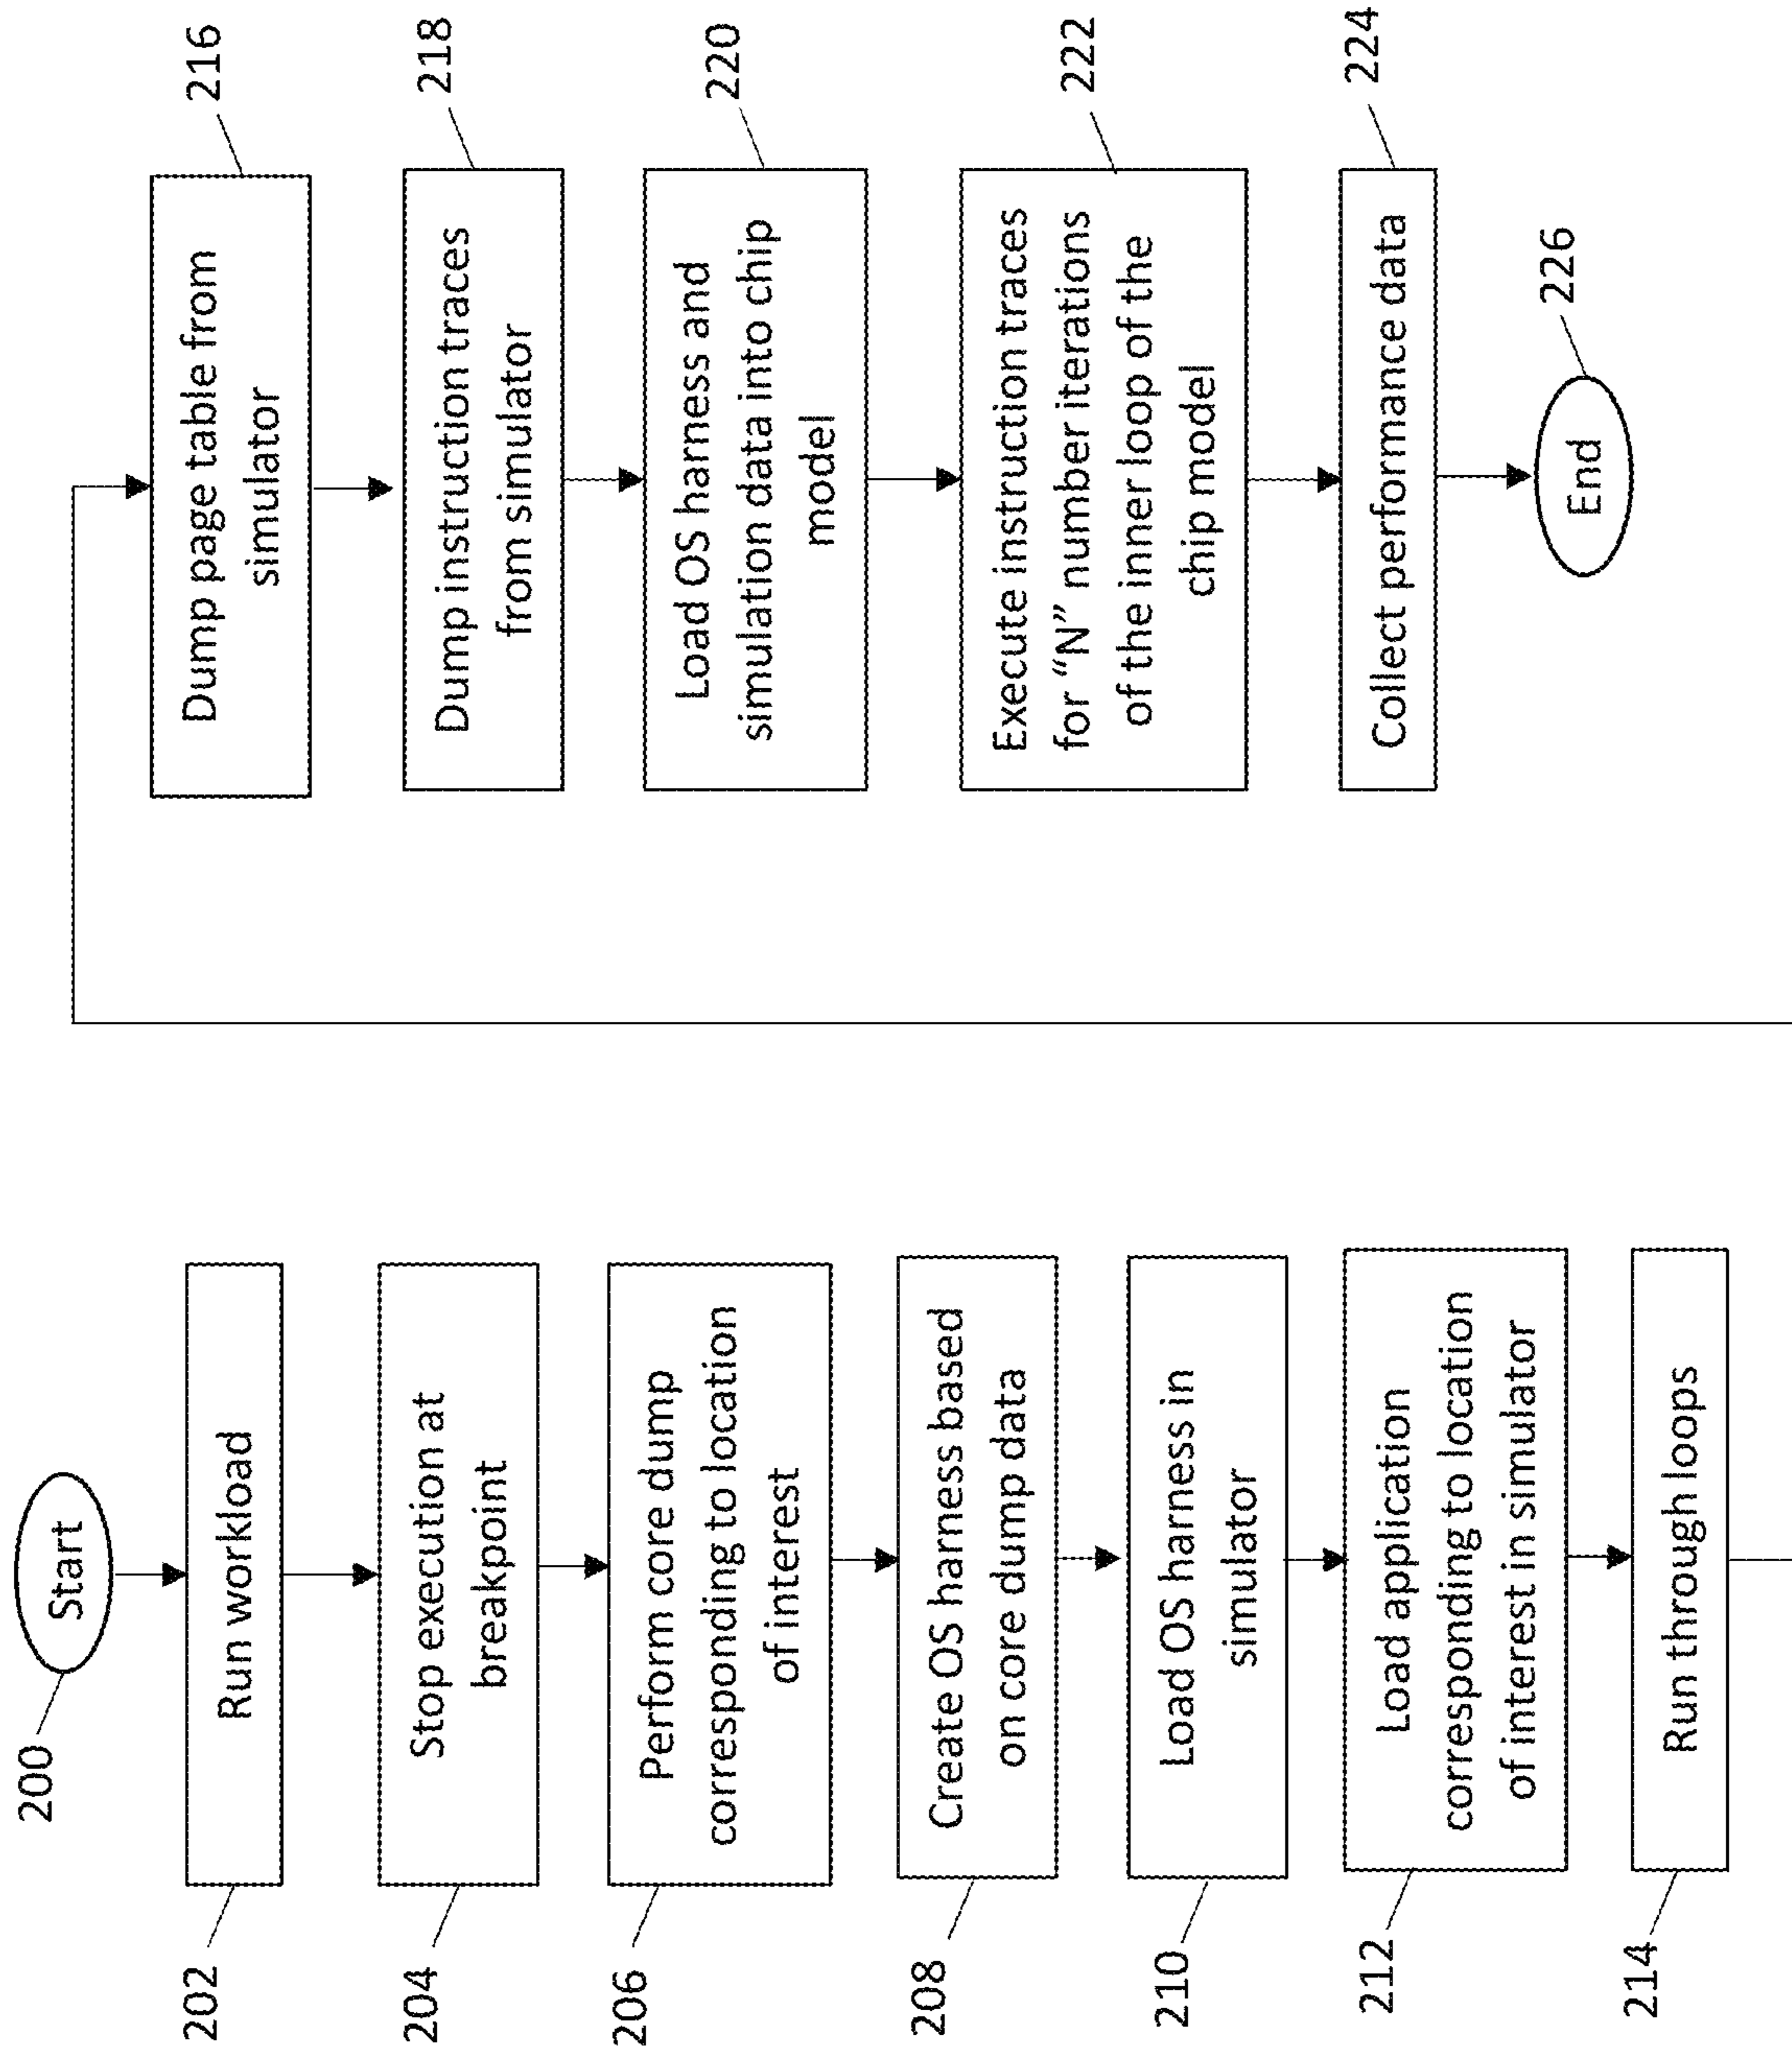 Start
200
Run workload
202
Stop execution at
breakpoint
204
Perform core dump
corresponding to location
of interest
206
Create OS harness based
on core dump data
208
Load OS harness in
simulator
210
Load application
corresponding to location
of interest in simulator
212
Run through loops
214
Dump page table from
simulator
216
Dump instruction traces
from simulator
218
Load OS harness and
simulation data into chip
model
220
Execute instruction traces
for “N” number iterations
of the inner loop of the
chip model
222
Collect performance data
224
End
226